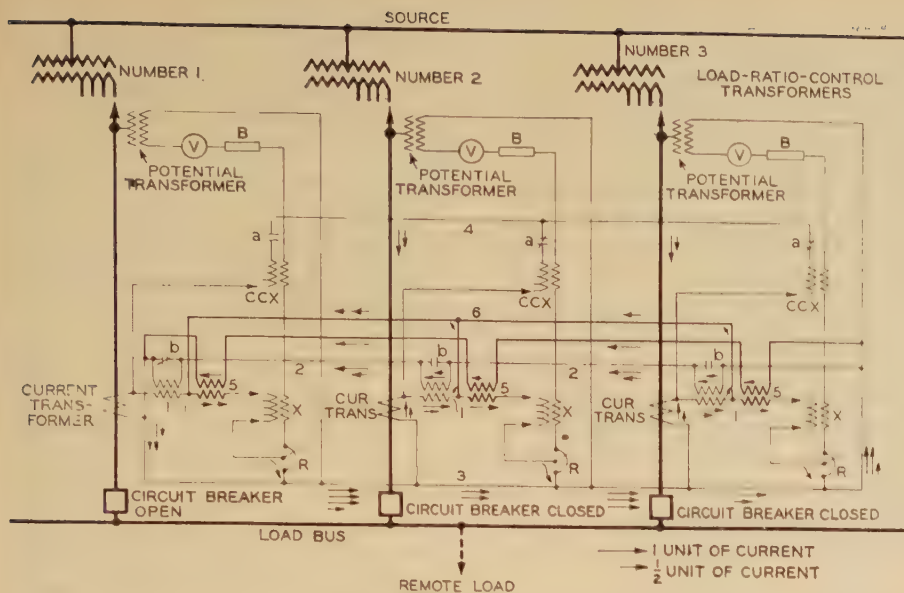 SOURCE
NUMBER 1.
NUMBER 2
NUMBER 3
LOAD-RATIO-CONTROL
TRANSFORMERS
V
B
POTENTIAL
TRANSFORMER
V
B
POTENTIAL
TRANSFORMER
V
B
POTENTIAL
TRANSFORMER
a
4
a
a
CCX
CCX
CCX
6
b
2
b
2
b
5
5
5
CURRENT
TRANS-
FORMER
1
X
CUR
TRANS
1
X
CUR
TRANS
1
X
R
3
R
R
CIRCUIT BREAKER
OPEN
CIRCUIT BREAKER CLOSED
CIRCUIT BREAKER CLOSED
LOAD BUS
REMOTE LOAD
1 UNIT OF CURRENT
1/2 UNIT OF CURRENT